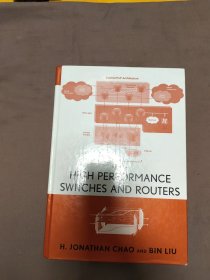 HIGH PERFORMANCE
SWITCHES AND ROUTERS
H. JONATHAN CHAO AND BIN LIU